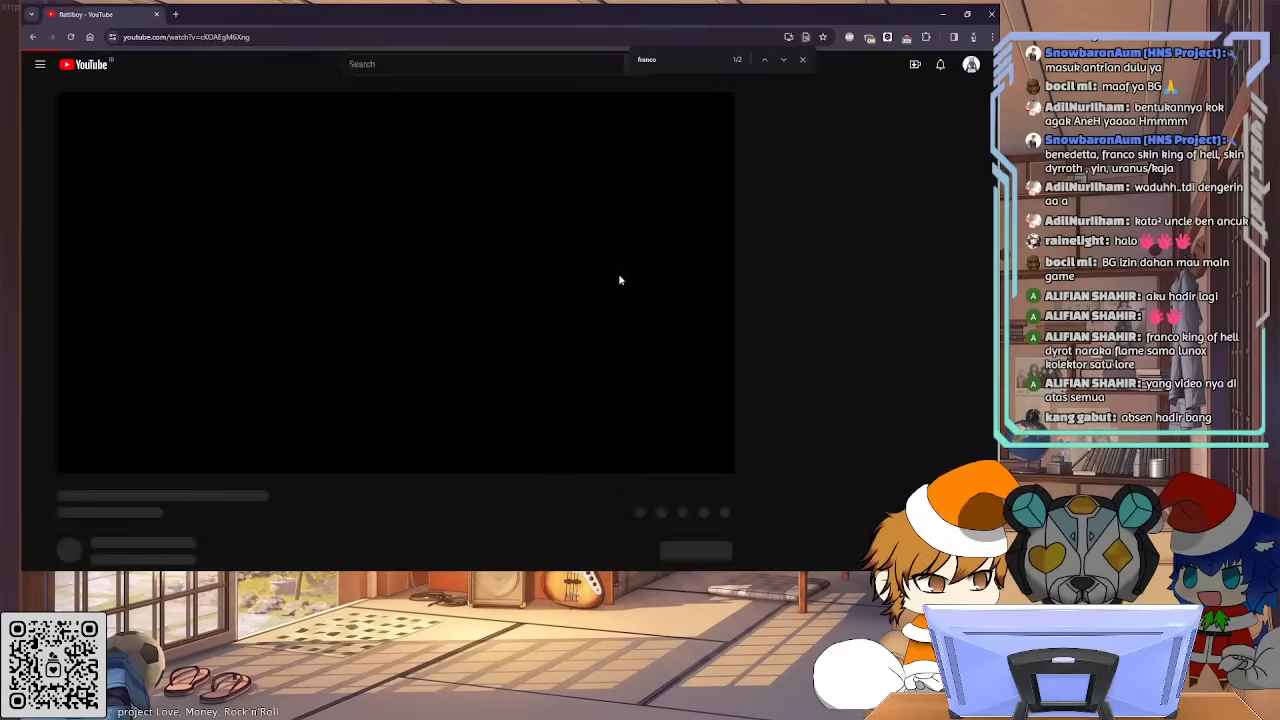 flattiboy - YouTube
youtube.com/watch?v=cKOAEgM6Xng
YouTube
ID
Search
franco
1/2
SnowbaronAum [HNS Project]:
masuk antrian dulu ya
bocil ml: maaf ya BG🙏
AdilNurIlham: bentukannya kok
agak AneH yaaaa Hmmmm
SnowbaronAum [HNS Project]:
benedetta, franco skin king of hell, skin
dyrroth , yin, uranus/kaja
AdilNurIlham: waduhh..tdi dengerin
aa a
AdilNurIlham: kata² uncle ben ancuk
rainelight: halo
bocil ml: BG izin dahan mau main
game
ALIFIAN SHAHIR: aku hadir lagi
ALIFIAN SHAHIR:
ALIFIAN SHAHIR: franco king of hell
dyrot naraka flame sama lunox
kolektor satu lore
ALIFIAN SHAHIR: yang video nya di
atas semua
kang gabut: absen hadir bang
project Love, Money, Rock'n'Roll